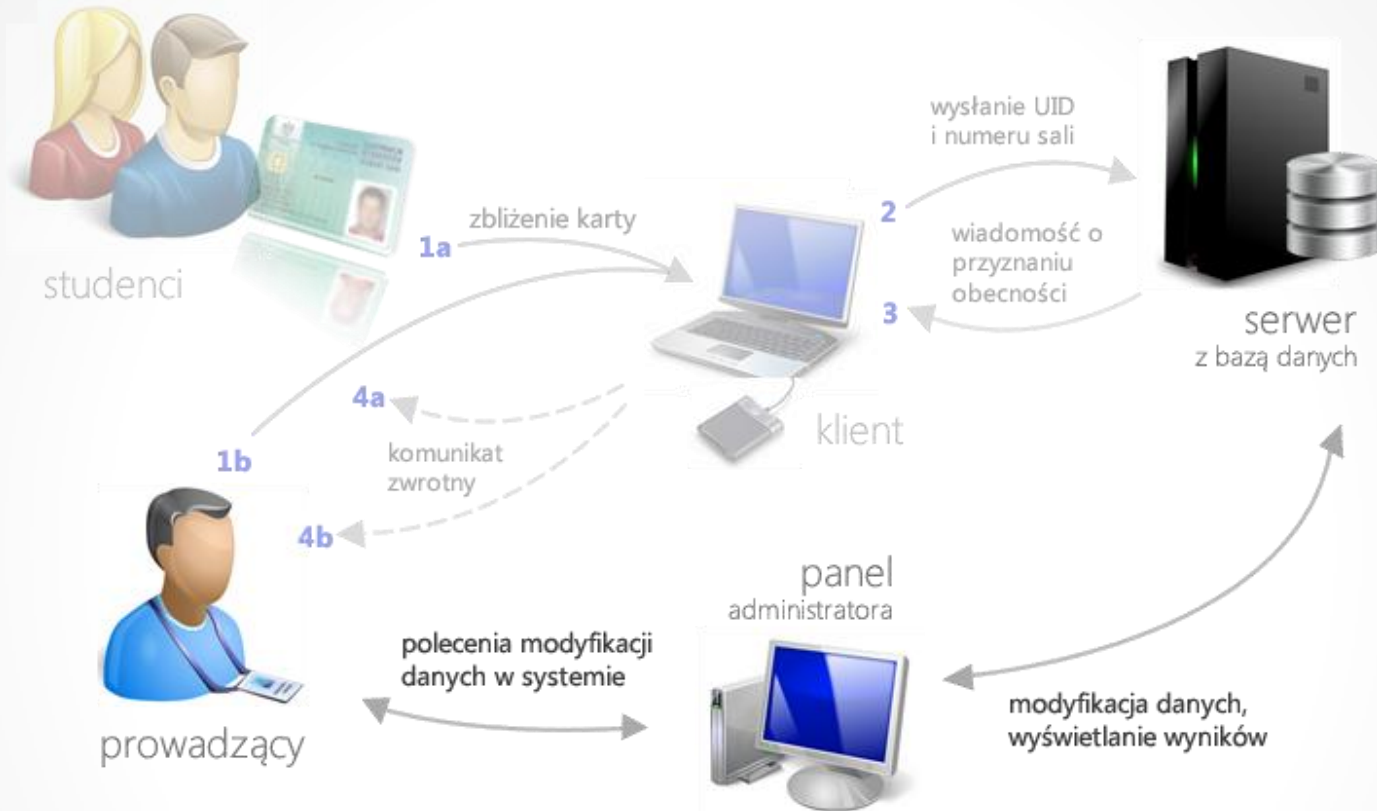 wysłanie UID
i numeru sali
1a
zbliżenie karty
2
wiadomość o
przyznaniu
obecności
3
studenci
serwer
z bazą danych
4a
klient
komunikat
zwrotny
1b
4b
panel
administratora
polecenia modyfikacji
danych w systemie
prowadzący
modyfikacja danych,
wyświetlanie wyników